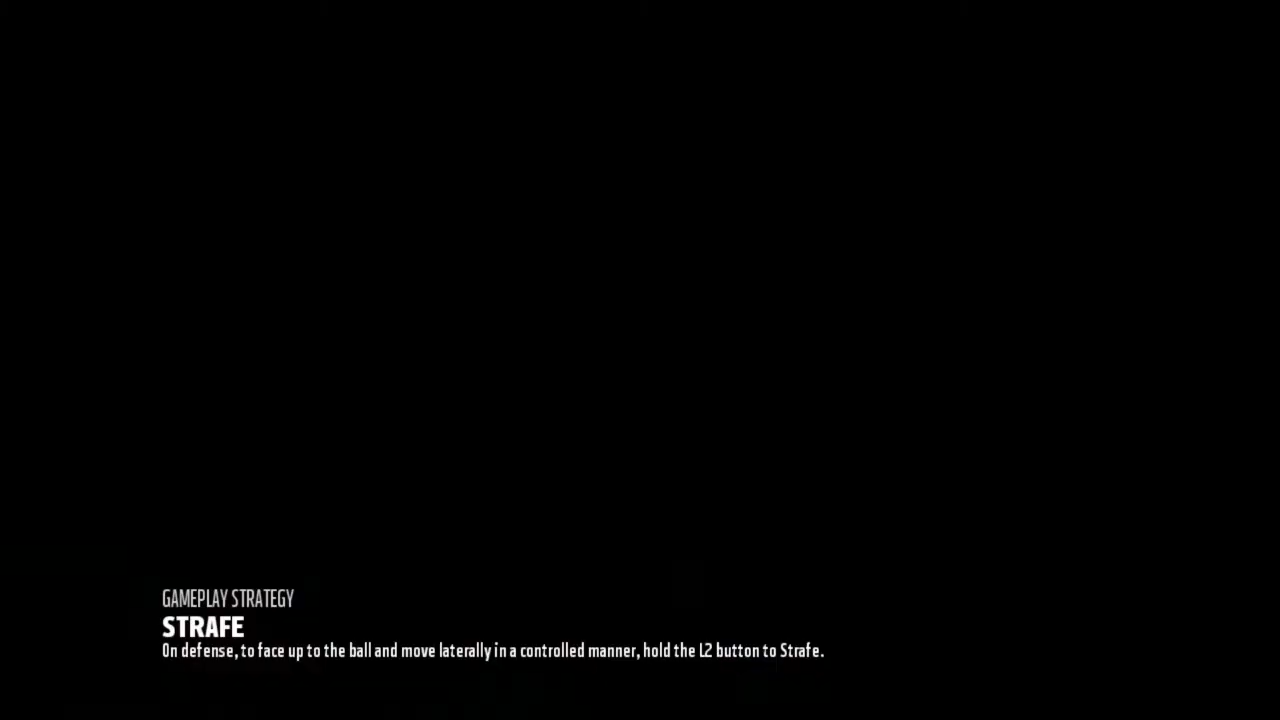 GAMEPLAY STRATEGY
STRAFE
On defense, to face up to the ball and move laterally in a controlled manner, hold the L2 button to Strafe.